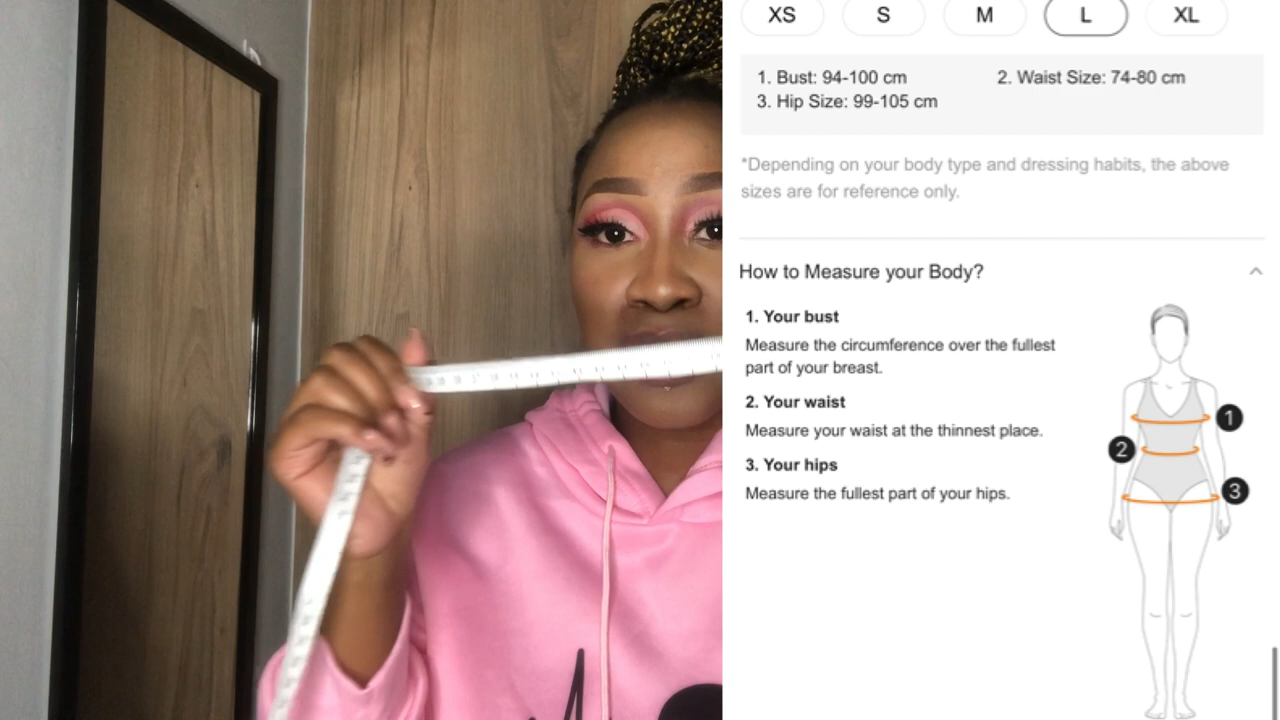 XS S M L XL
1. Bust: 94-100 cm 2. Waist Size: 74-80 cm
3. Hip Size: 99-105 cm
*Depending on your body type and dressing habits, the above
sizes are for reference only.
How to Measure your Body?
1. Your bust
Measure the circumference over the fullest
part of your breast.
2. Your waist
Measure your waist at the thinnest place.
3. Your hips
Measure the fullest part of your hips.
1
2
3